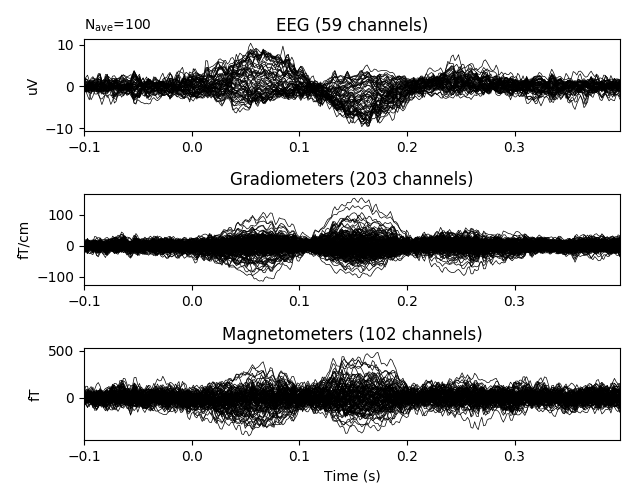 N_ave=100
EEG (59 channels)
10
0
−10
uV
−0.1 0.0 0.1 0.2 0.3
Gradiometers (203 channels)
100
0
−100
fT/cm
−0.1 0.0 0.1 0.2 0.3
Magnetometers (102 channels)
500
0
fT
−0.1 0.0 0.1 0.2 0.3
Time (s)